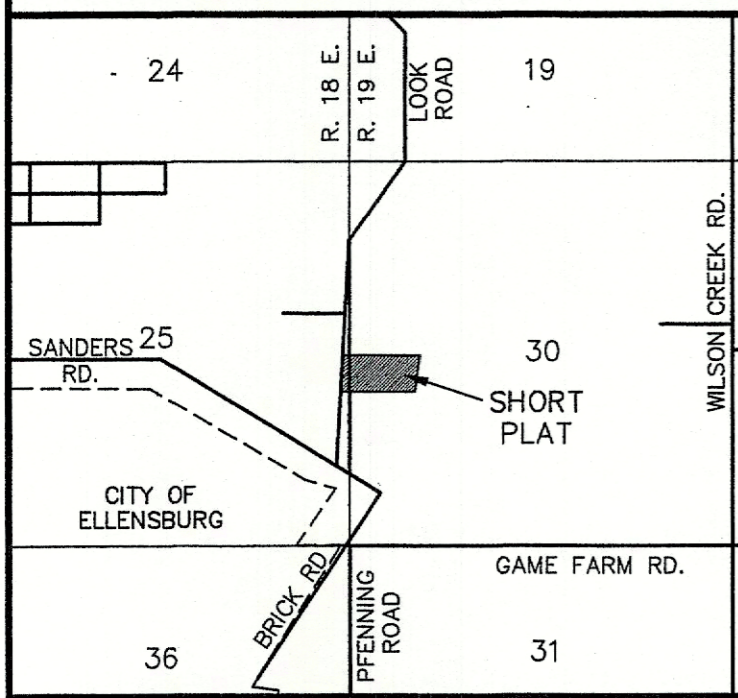 24
R. 18 E.
R. 19 E.
LOOK
ROAD
19
WILSON CREEK RD.
SANDERS
RD.
25
30
SHORT
PLAT
CITY OF
ELLENSBURG
BRICK RD.
GAME FARM RD.
PFENNING
ROAD
36
31